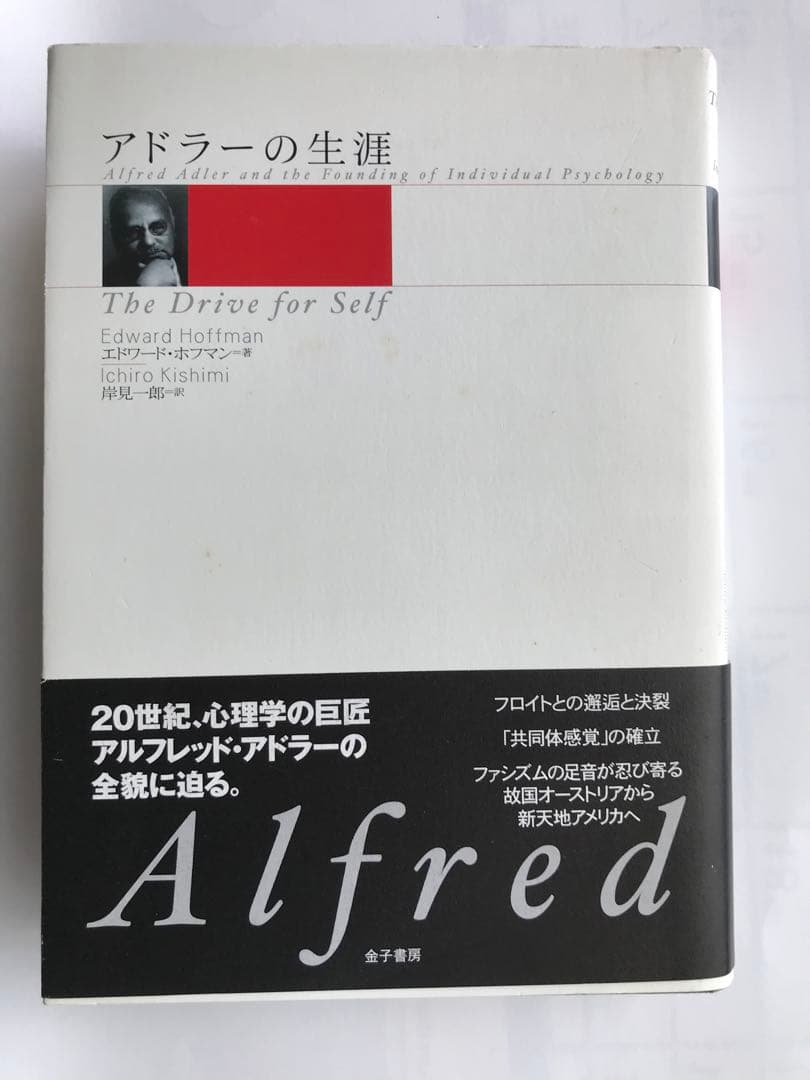 アドラーの生涯
Alfred Adler and the Founding of Individual Psychology
The Drive for Self
Edward Hoffman
エドワード・ホフマン=著
Ichiro Kishimi
岸見一郎=訳
20世紀、心理学の巨匠
アルフレッド・アドラーの
全貌に迫る。
フロイトとの邂逅と決裂
「共同体感覚」の確立
ファシズムの足音が忍び寄る
故国オーストリアから
新天地アメリカへ
Alfred
金子書房